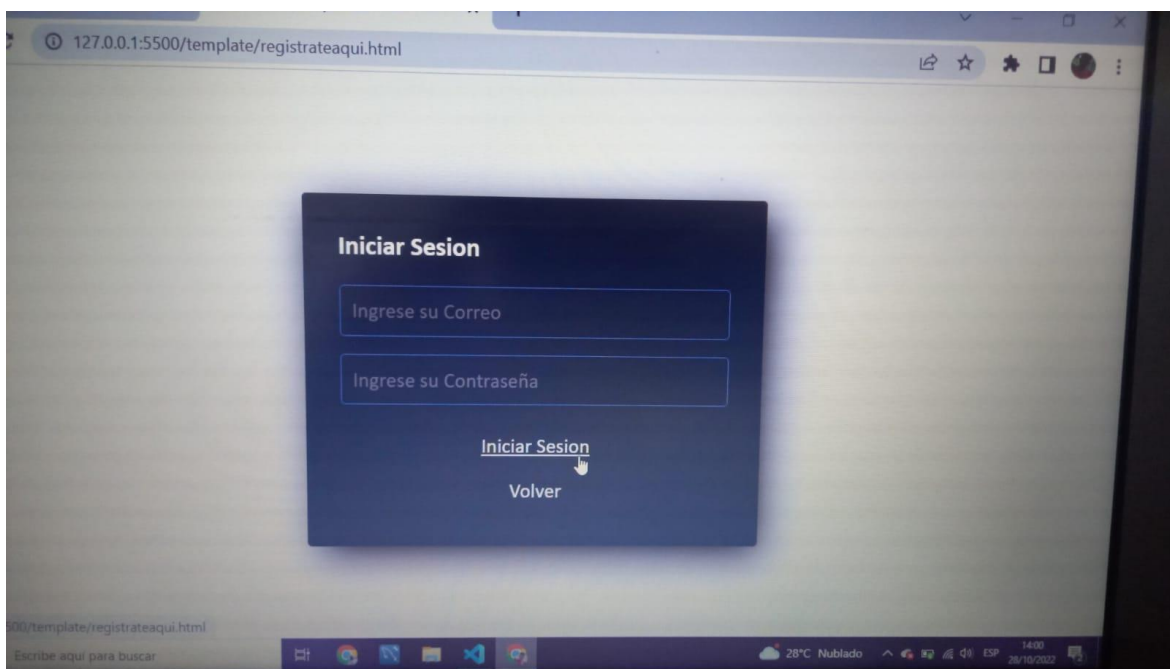 127.0.0.1:5500/template/registrateaqui.html
Iniciar Sesion
Ingrese su Correo
Ingrese su Contraseña
Iniciar Sesion
Volver
500/template/registrateaqui.html
Escribe aquí para buscar
28°C Nublado
ESP
14:00
28/10/2022